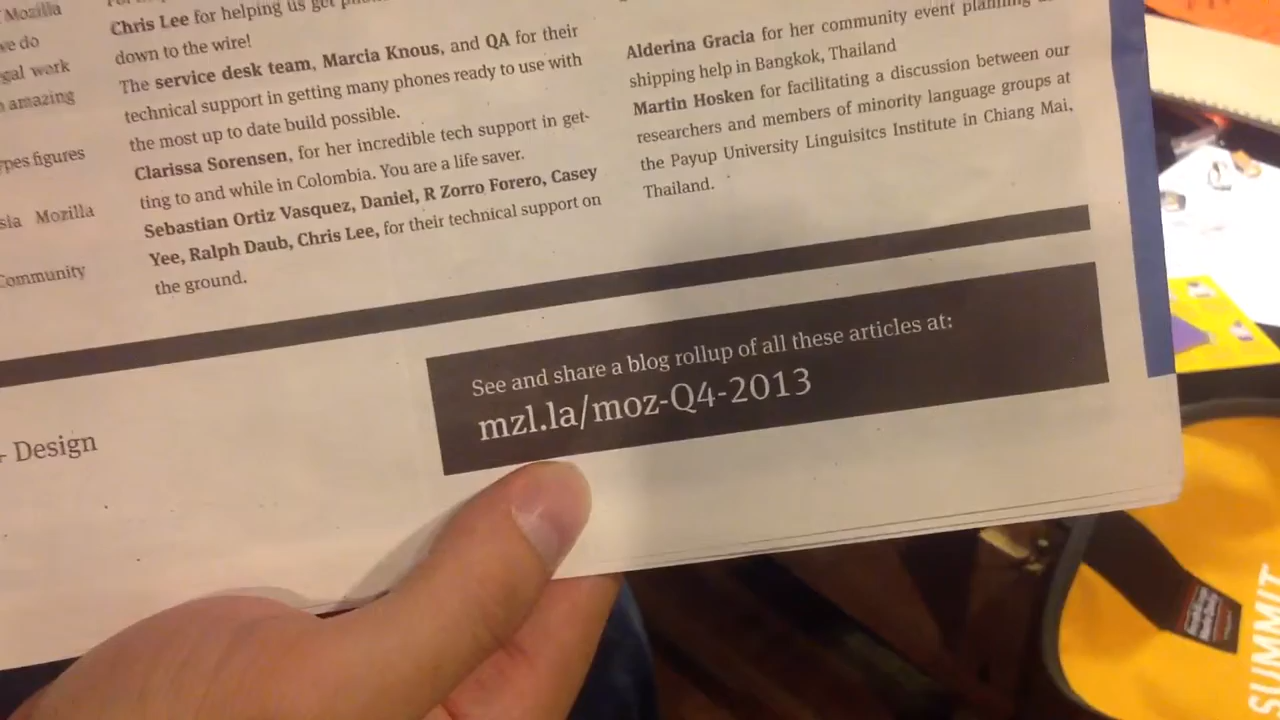 Mozilla
we do
gal work
amazing
pes figures
sia Mozilla
Community
Chris Lee for helping us get
down to the wire!
The service desk team, Marcia Knous, and QA for their
technical support in getting many phones ready to use with
the most up to date build possible.
Clarissa Sorensen, for her incredible tech support in get-
ting to and while in Colombia. You are a life saver.
Sebastian Ortiz Vasquez, Daniel, R Zorro Forero, Casey
Yee, Ralph Daub, Chris Lee, for their technical support on
the ground.
Alderina Gracia for her community event planning
shipping help in Bangkok, Thailand
Martin Hosken for facilitating a discussion between our
researchers and members of minority language groups at
the Payup University Linguisitcs Institute in Chiang Mai,
Thailand.
See and share a blog rollup of all these articles at:
mzl.la/moz-Q4-2013
- Design
SUMMIT